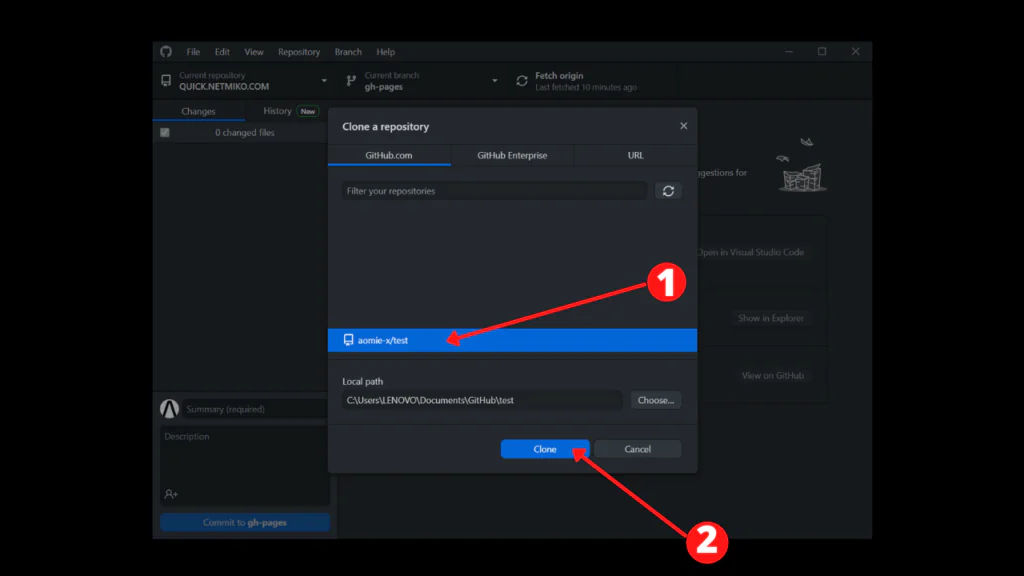 File Edit View Repository Branch Help
Current repository
QUICK.NETMIKO.COM
Current branch
gh-pages
Fetch origin
Last fetched 10 minutes ago
Changes
History New
0 changed files
Clone a repository
GitHub.com
GitHub Enterprise
URL
Filter your repositories
ggestions for
Open in Visual Studio Code
1
Show in Explorer
aomie-x/test
View on GitHub
Local path
C:\Users\LENOVO\Documents\GitHub\test
Choose...
Summary (required)
Description
Clone
Cancel
Commit to gh-pages
2